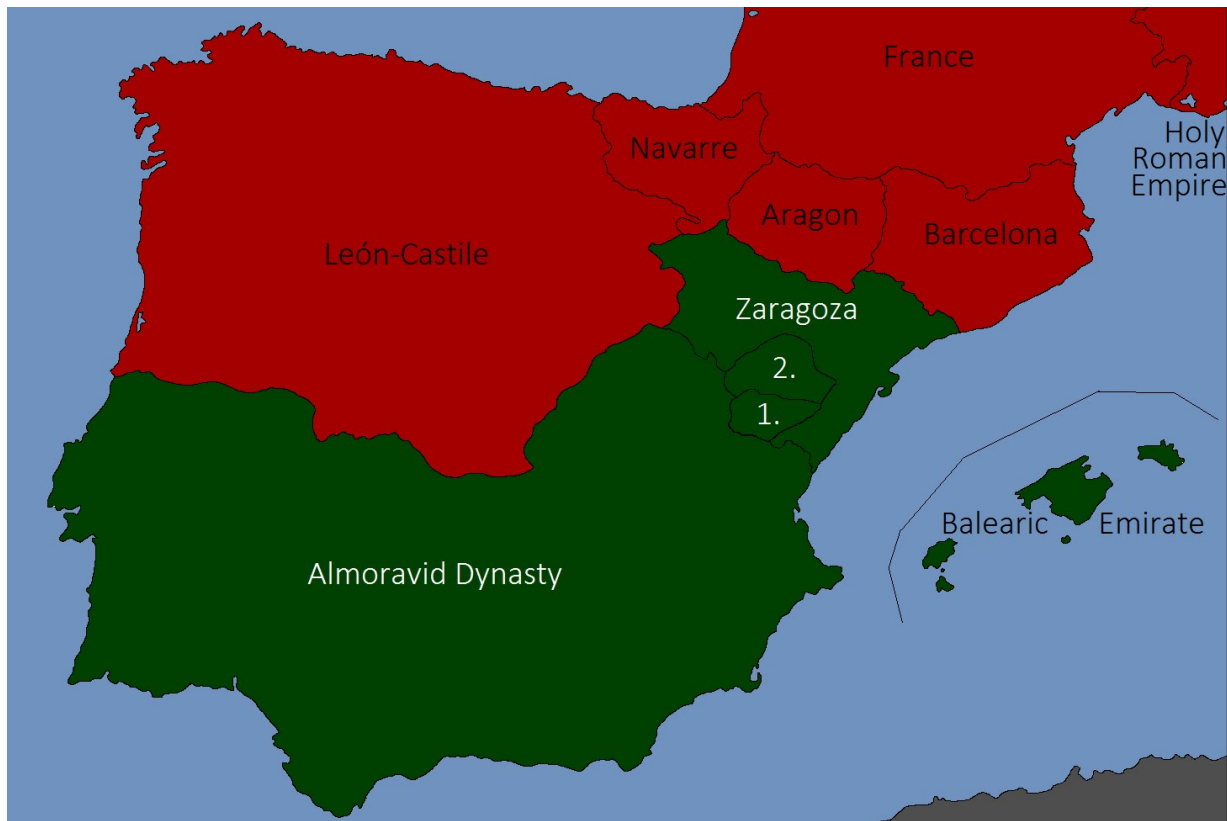 France
Holy
Roman
Empire
Navarre
Aragon
Barcelona
León-Castile
Zaragoza
2.
1.
Balearic Emirate
Almoravid Dynasty